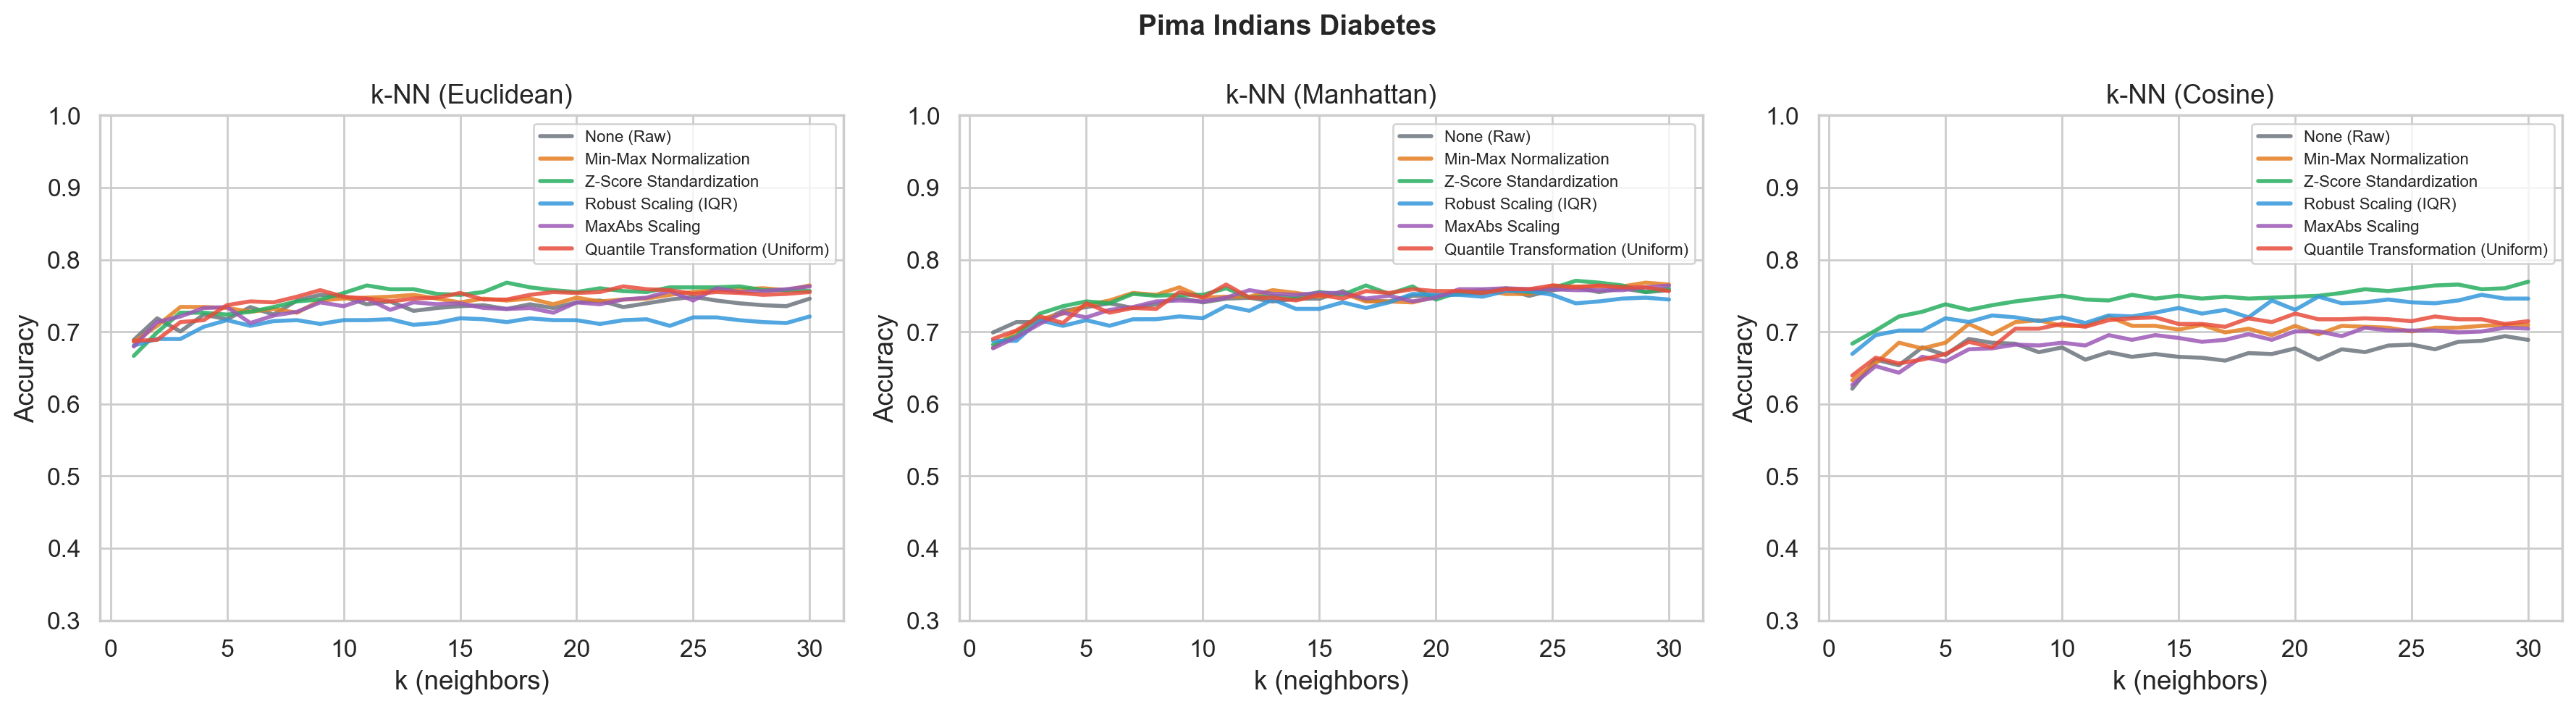 Pima Indians Diabetes
k-NN (Euclidean)
Accuracy
1.0
0.9
0.8
0.7
0.6
0.5
0.4
0.3
None (Raw)
Min-Max Normalization
Z-Score Standardization
Robust Scaling (IQR)
MaxAbs Scaling
Quantile Transformation (Uniform)
0 5 10 15 20 25 30
k (neighbors)
k-NN (Manhattan)
Accuracy
1.0
0.9
0.8
0.7
0.6
0.5
0.4
0.3
None (Raw)
Min-Max Normalization
Z-Score Standardization
Robust Scaling (IQR)
MaxAbs Scaling
Quantile Transformation (Uniform)
0 5 10 15 20 25 30
k (neighbors)
k-NN (Cosine)
Accuracy
1.0
0.9
0.8
0.7
0.6
0.5
0.4
0.3
None (Raw)
Min-Max Normalization
Z-Score Standardization
Robust Scaling (IQR)
MaxAbs Scaling
Quantile Transformation (Uniform)
0 5 10 15 20 25 30
k (neighbors)